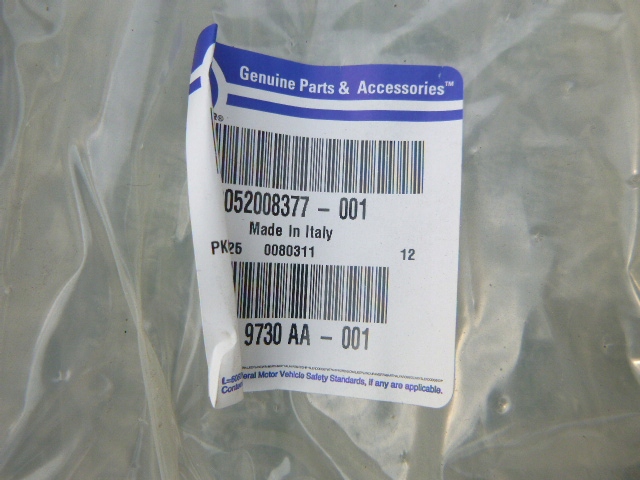 Genuine Parts & Accessories™
052008377 - 001
Made In Italy
PK26 0080311 12
9730 AA - 001
Motor Vehicle Safety Standards, if any are applicable.